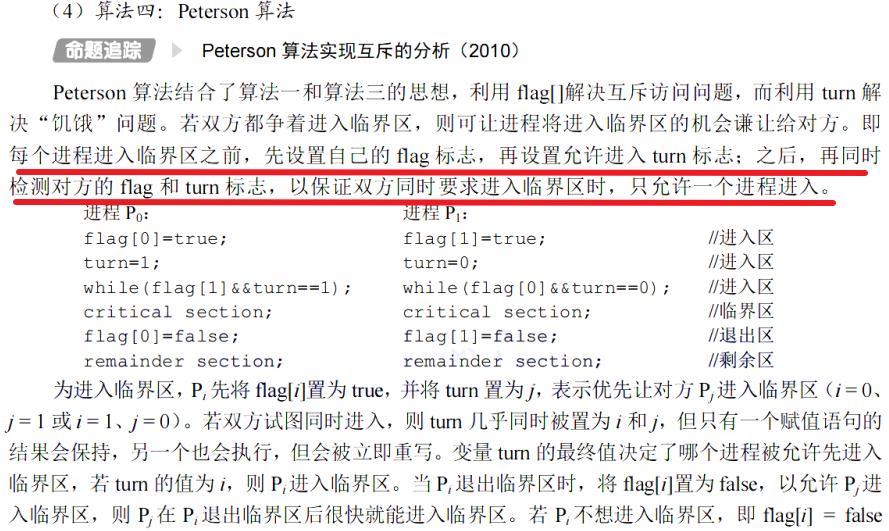 （4）算法四：Peterson 算法
命题追踪 Peterson 算法实现互斥的分析（2010）
Peterson 算法结合了算法一和算法三的思想，利用 flag[]解决互斥访问问题，而利用 turn 解
决“饥饿”问题。若双方都争着进入临界区，则可让进程将进入临界区的机会谦让给对方。即
每个进程进入临界区之前，先设置自己的 flag 标志，再设置允许进入 turn 标志；之后，再同时
检测对方的 flag 和 turn 标志，以保证双方同时要求进入临界区时，只允许一个进程进入。
进程 P₀： 进程 P₁：
flag[0]=true; flag[1]=true; //进入区
turn=1; turn=0; //进入区
while(flag[1]&&turn==1); while(flag[0]&&turn==0); //进入区
critical section; critical section; //临界区
flag[0]=false; flag[1]=false; //退出区
remainder section; remainder section; //剩余区
为进入临界区，Pᵢ先将 flag[i]置为 true，并将 turn 置为 j，表示优先让对方 Pⱼ进入临界区（i = 0、
j = 1 或 i = 1、j = 0）。若双方试图同时进入，则 turn 几乎同时被置为 i 和 j，但只有一个赋值语句的
结果会保持，另一个也会执行，但会被立即重写。变量 turn 的最终值决定了哪个进程被允许先进入
临界区，若 turn 的值为 i，则 Pᵢ进入临界区。当 Pᵢ退出临界区时，将 flag[i]置为 false，以允许 Pⱼ进
入临界区，则 Pⱼ在 Pᵢ退出临界区后很快就能进入临界区。若 Pᵢ不想进入临界区，即 flag[i] = false